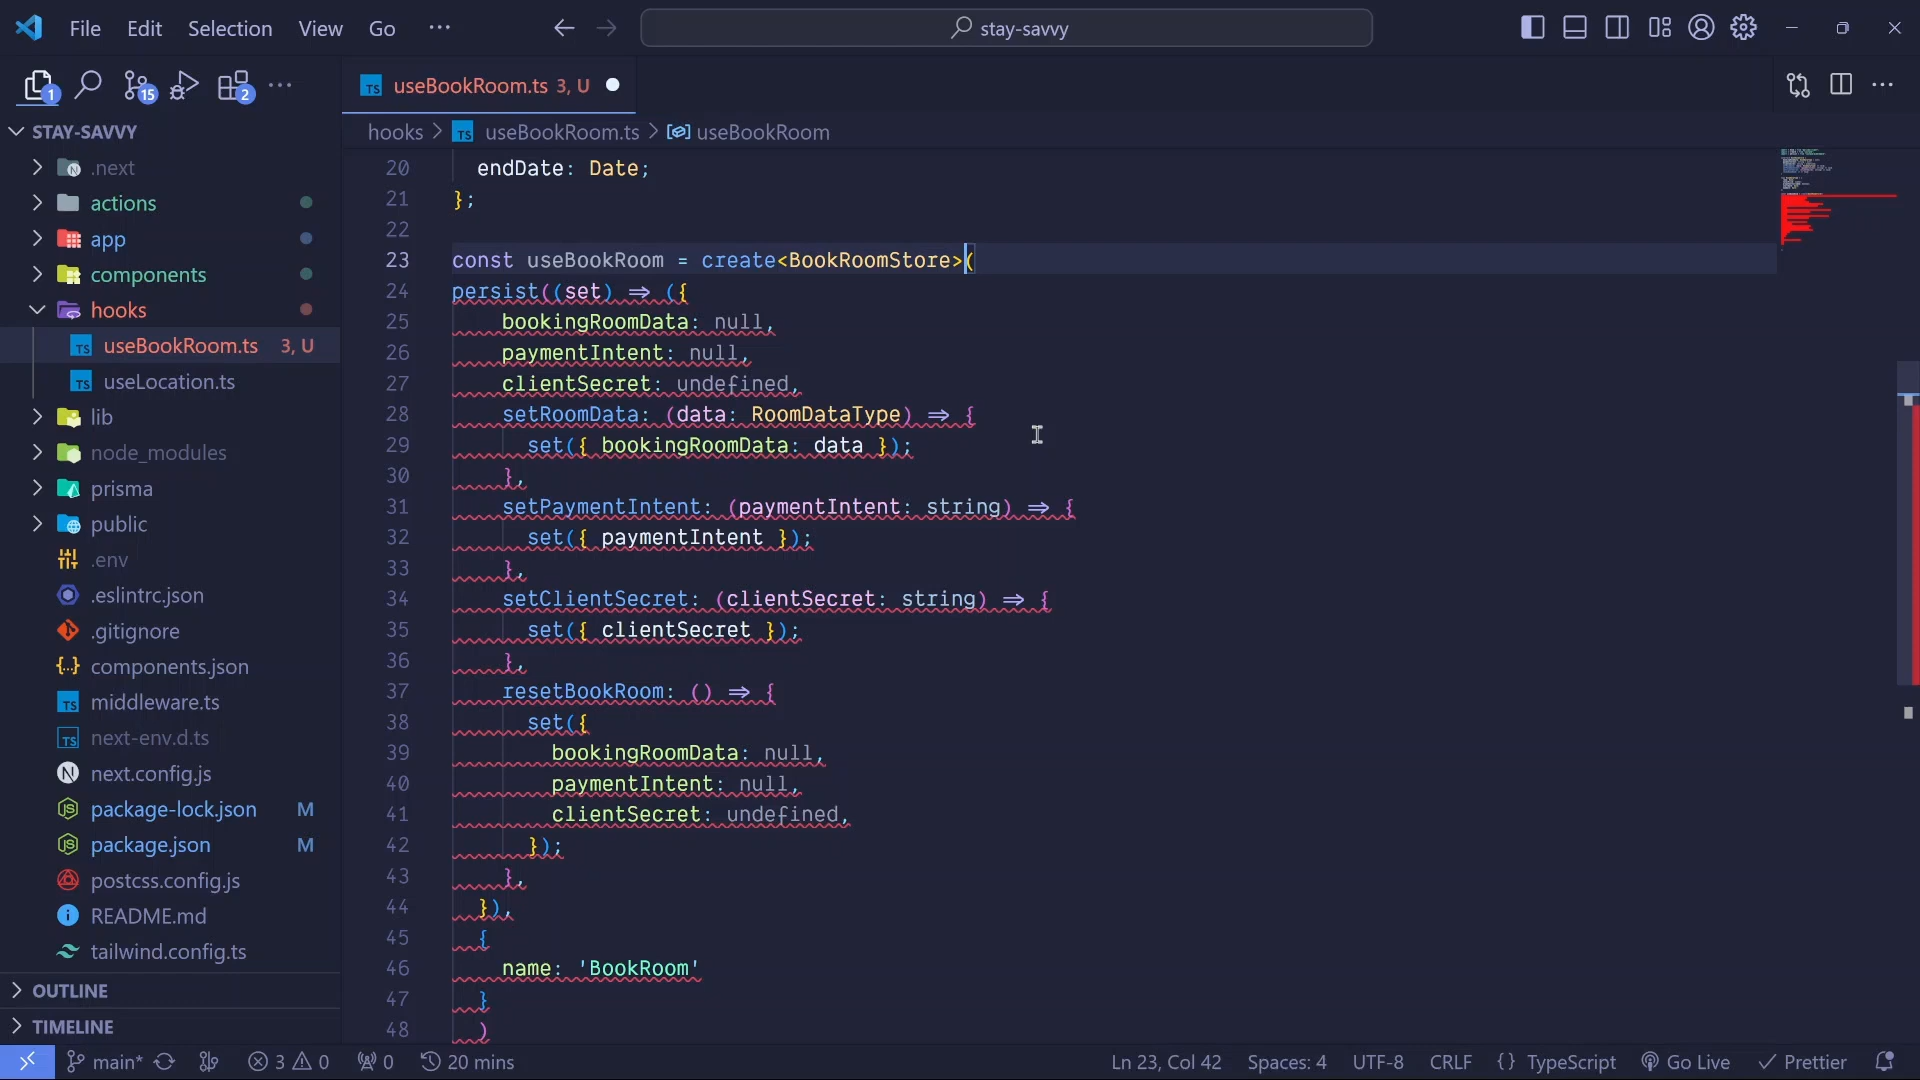 File Edit Selection View Go ··· stay-savvy
1 15 2 ···
useBookRoom.ts 3, U
STAY-SAVVY
hooks > useBookRoom.ts > useBookRoom
.next
actions
app
components
hooks
useBookRoom.ts 3, U
useLocation.ts
lib
node_modules
prisma
public
.env
.eslintrc.json
.gitignore
components.json
middleware.ts
next-env.d.ts
next.config.js
package-lock.json M
package.json M
postcss.config.js
README.md
tailwind.config.ts
OUTLINE
TIMELINE
20 endDate: Date;
21 };
22
23 const useBookRoom = create<BookRoomStore>(
24 persist((set) => ({
25 bookingRoomData: null,
26 paymentIntent: null,
27 clientSecret: undefined,
28 setRoomData: (data: RoomDataType) => {
29 set({ bookingRoomData: data });
30 },
31 setPaymentIntent: (paymentIntent: string) => {
32 set({ paymentIntent });
33 },
34 setClientSecret: (clientSecret: string) => {
35 set({ clientSecret });
36 },
37 resetBookRoom: () => {
38 set({
39 bookingRoomData: null,
40 paymentIntent: null,
41 clientSecret: undefined,
42 });
43 },
44 }),
45 {
46 name: 'BookRoom'
47 }
48 )
main* 3 0 0 20 mins Ln 23, Col 42 Spaces: 4 UTF-8 CRLF {} TypeScript Go Live Prettier